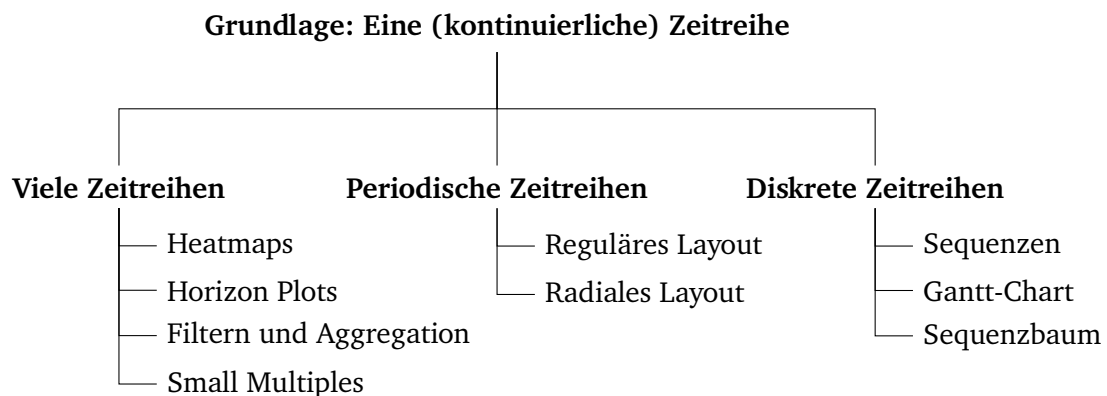 Grundlage: Eine (kontinuierliche) Zeitreihe
Viele Zeitreihen
Heatmaps
Horizon Plots
Filtern und Aggregation
Small Multiples
Periodische Zeitreihen
Reguläres Layout
Radiales Layout
Diskrete Zeitreihen
Sequenzen
Gantt-Chart
Sequenzbaum